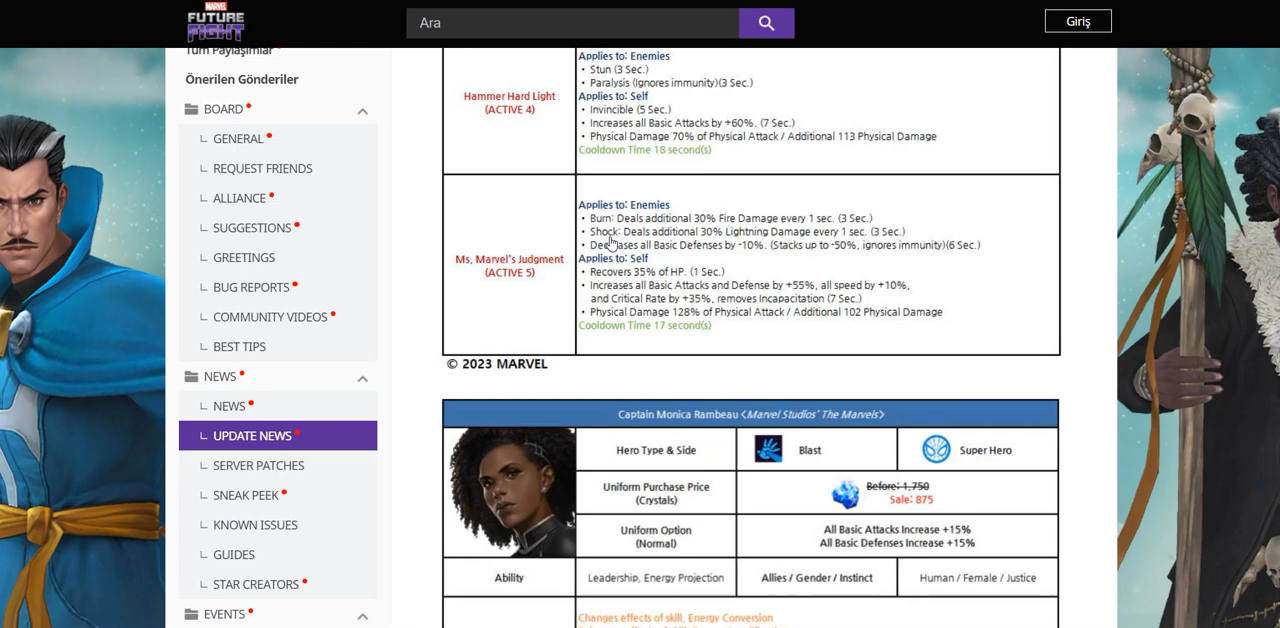 MARVEL
FUTURE
FIGHT
Ara
Giriş
Tüm Paylaşımlar
Önerilen Gönderiler
BOARD
GENERAL
REQUEST FRIENDS
ALLIANCE
SUGGESTIONS
GREETINGS
BUG REPORTS
COMMUNITY VIDEOS
BEST TIPS
NEWS
NEWS
UPDATE NEWS
SERVER PATCHES
SNEAK PEEK
KNOWN ISSUES
GUIDES
STAR CREATORS
EVENTS
Hammer Hard Light
(ACTIVE 4)
Applies to: Enemies
• Stun (3 Sec.)
• Paralysis (Ignores immunity)(3 Sec.)
Applies to: Self
• Invincible (5 Sec.)
• Increases all Basic Attacks by +60%. (7 Sec.)
• Physical Damage 70% of Physical Attack / Additional 113 Physical Damage
Cooldown Time 18 second(s)
Ms. Marvel's Judgment
(ACTIVE 5)
Applies to: Enemies
• Burn: Deals additional 30% Fire Damage every 1 sec. (3 Sec.)
• Shock: Deals additional 30% Lightning Damage every 1 sec. (3 Sec.)
• Decreases all Basic Defenses by -10%. (Stacks up to -50%, ignores immunity)(6 Sec.)
Applies to: Self
• Recovers 35% of HP. (1 Sec.)
• Increases all Basic Attacks and Defense by +55%, all speed by +10%,
and Critical Rate by +35%, removes Incapacitation (7 Sec.)
• Physical Damage 128% of Physical Attack / Additional 102 Physical Damage
Cooldown Time 17 second(s)
© 2023 MARVEL
Captain Monica Rambeau <Marvel Studios' The Marvels>
Hero Type & Side
Blast
Super Hero
Uniform Purchase Price
(Crystals)
Before: 1,750
Sale: 875
Uniform Option
(Normal)
All Basic Attacks Increase +15%
All Basic Defenses Increase +15%
Ability
Leadership, Energy Projection
Allies / Gender / Instinct
Human / Female / Justice
Changes effects of skill, Energy Conversion